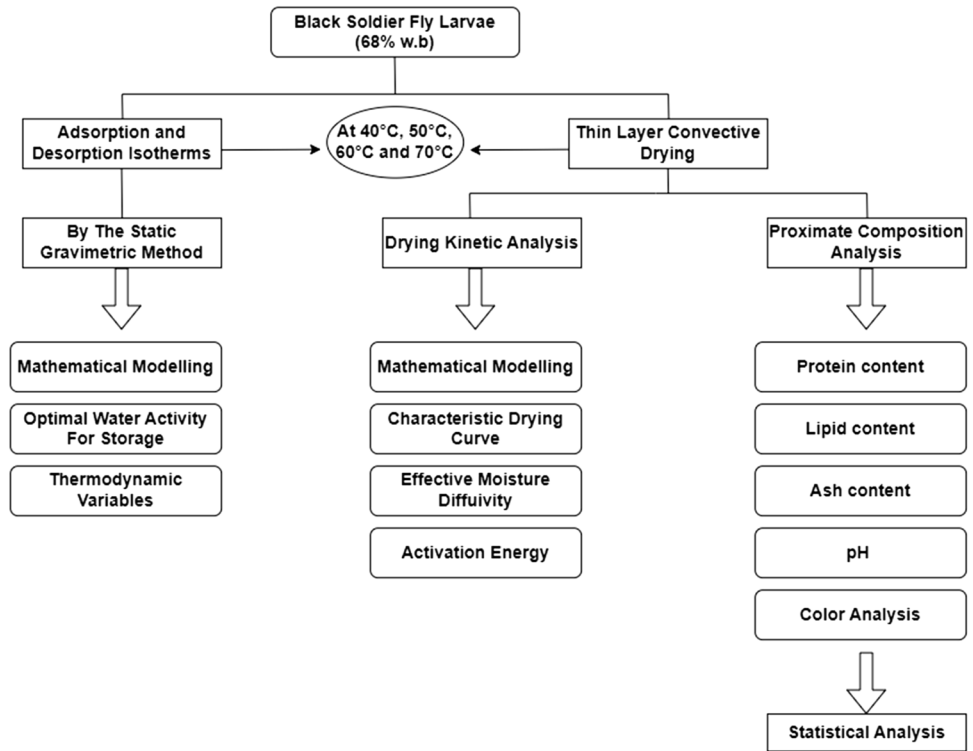 Black Soldier Fly Larvae
(68% w.b)
Adsorption and
Desorption Isotherms
At 40°C, 50°C,
60°C and 70°C
Thin Layer Convective
Drying
By The Static
Gravimetric Method
Drying Kinetic Analysis
Proximate Composition
Analysis
Mathematical Modelling
Optimal Water Activity
For Storage
Thermodynamic
Variables
Mathematical Modelling
Characteristic Drying
Curve
Effective Moisture
Diffuivity
Activation Energy
Protein content
Lipid content
Ash content
pH
Color Analysis
Statistical Analysis